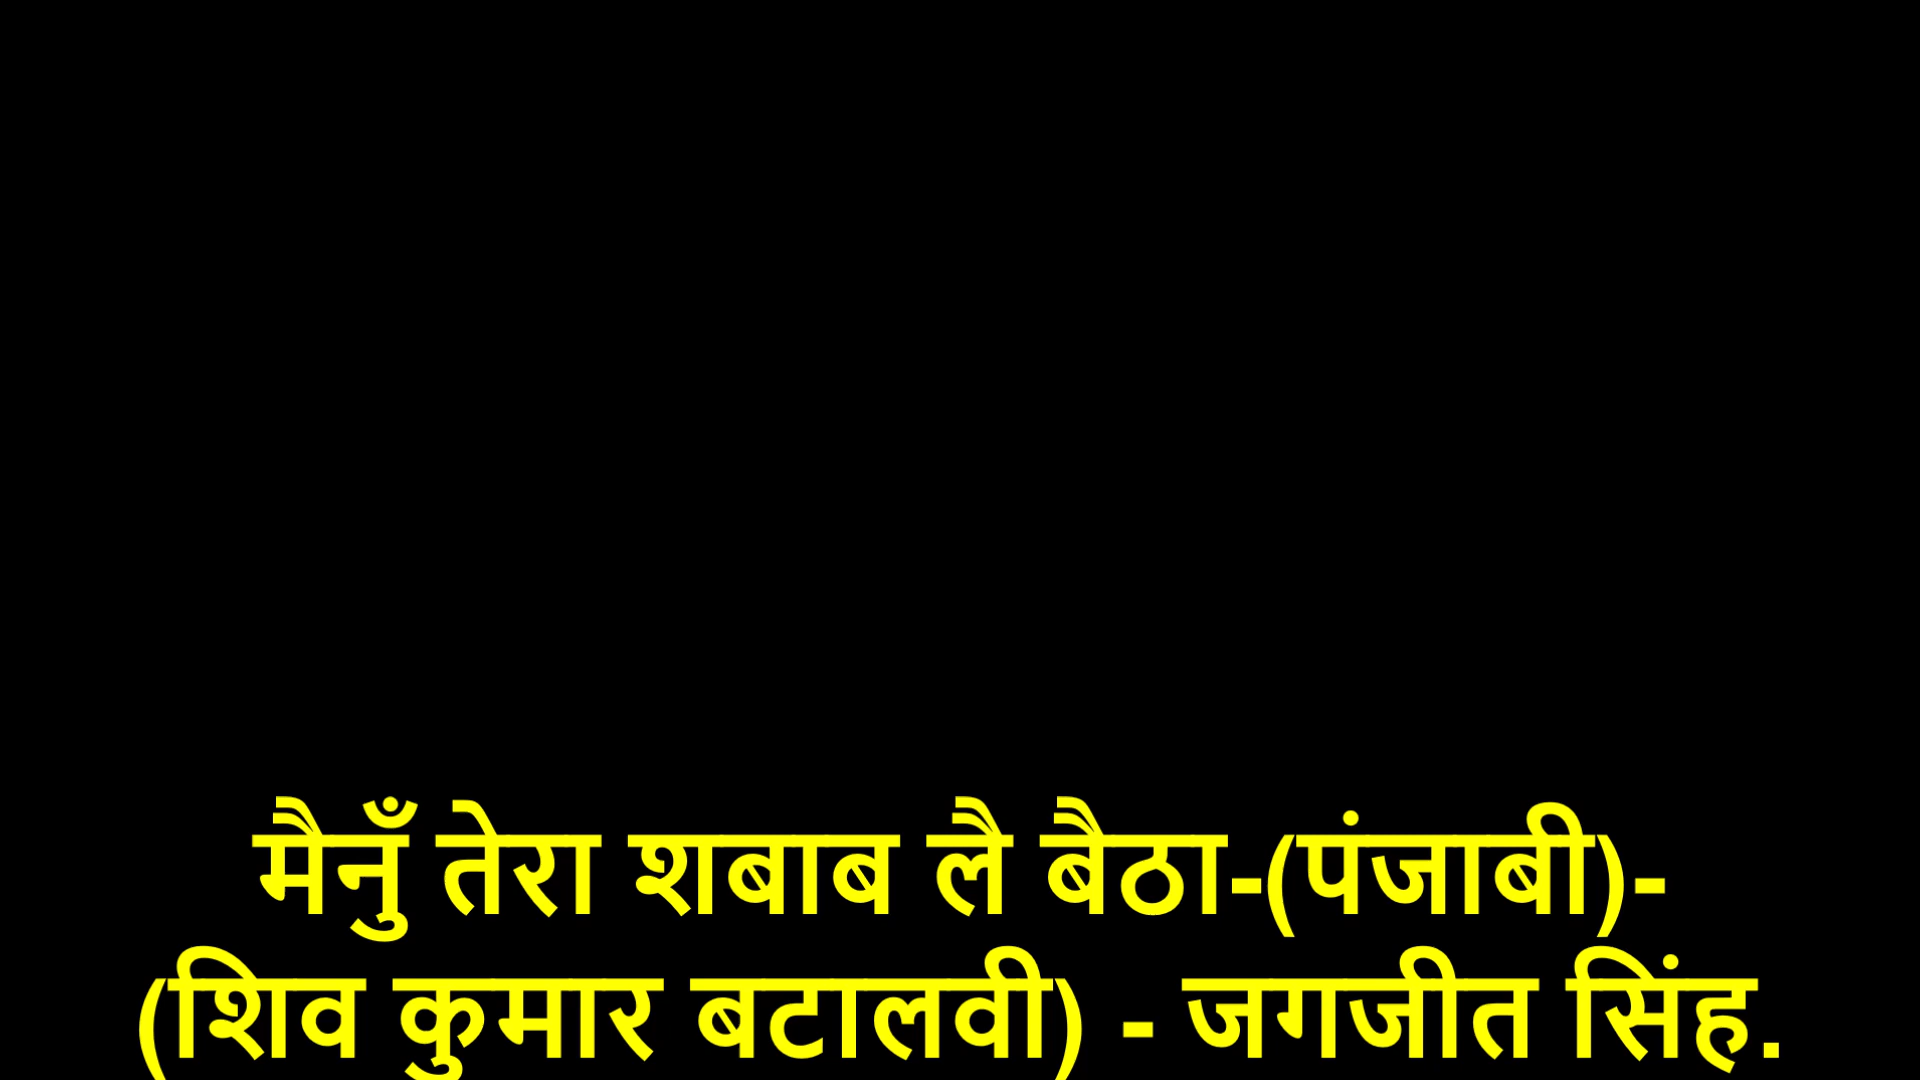 मैनुँ तेरा शबाब लै बैठा-(पंजाबी)-
(शिव कुमार बटालवी) - जगजीत सिंह.